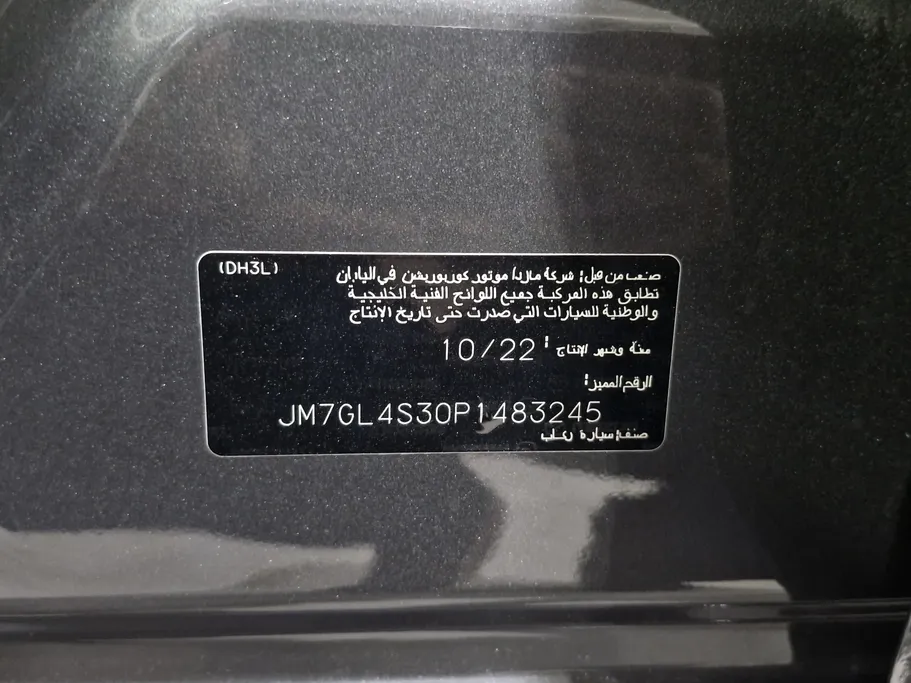 (DH3L)
صنعت من قبل: شركة مازدا موتور كوربوريشن في اليابان
تطابق هذه المركبة جميع اللوائح الفنية الخليجية
والوطنية للسيارات التي صدرت حتى تاريخ الإنتاج
سنة وشهر الإنتاج: 10/22
الرقم المميز:
JM7GL4S30P1483245
صنف: سيارة ركاب